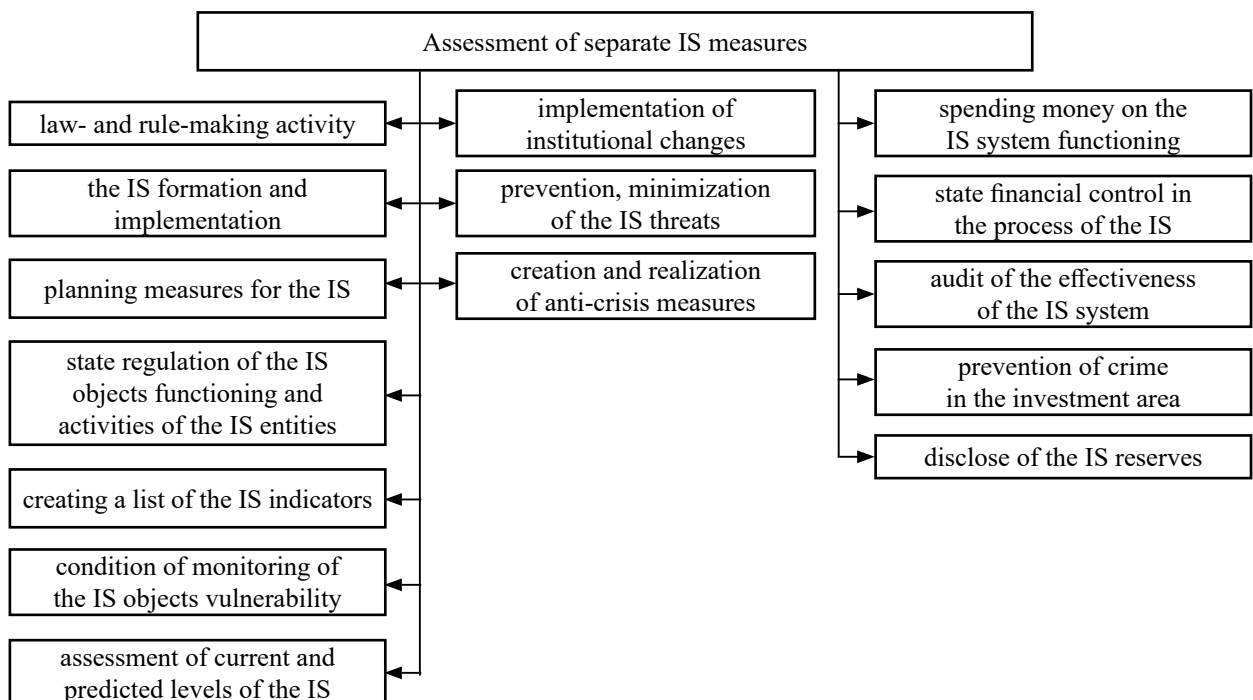 Assessment of separate IS measures
law- and rule-making activity
the IS formation and
implementation
planning measures for the IS
state regulation of the IS
objects functioning and
activities of the IS entities
creating a list of the IS indicators
condition of monitoring of
the IS objects vulnerability
assessment of current and
predicted levels of the IS
implementation of
institutional changes
prevention, minimization
of the IS threats
creation and realization
of anti-crisis measures
spending money on the
IS system functioning
state financial control in
the process of the IS
audit of the effectiveness
of the IS system
prevention of crime
in the investment area
disclose of the IS reserves